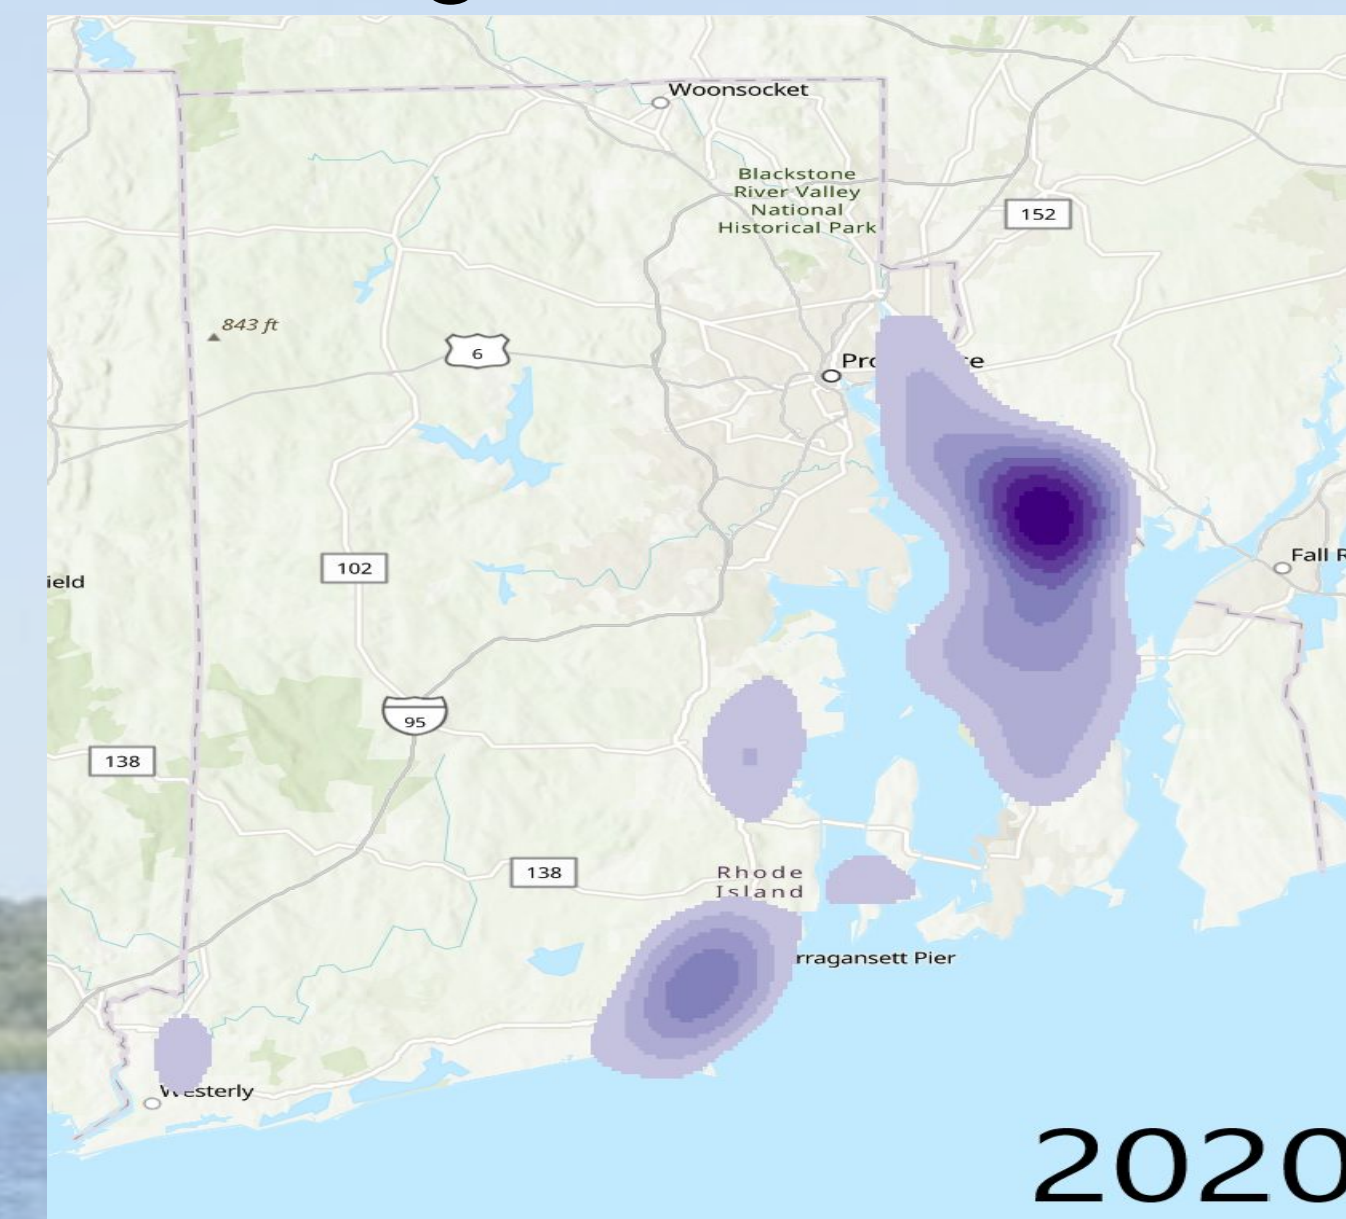 Woonsocket
Blackstone
River Valley
National
Historical Park
152
843 ft
6
Fall R
ield
102
95
138
138
Rhode
Island
rragansett Pier
Westerly
2020